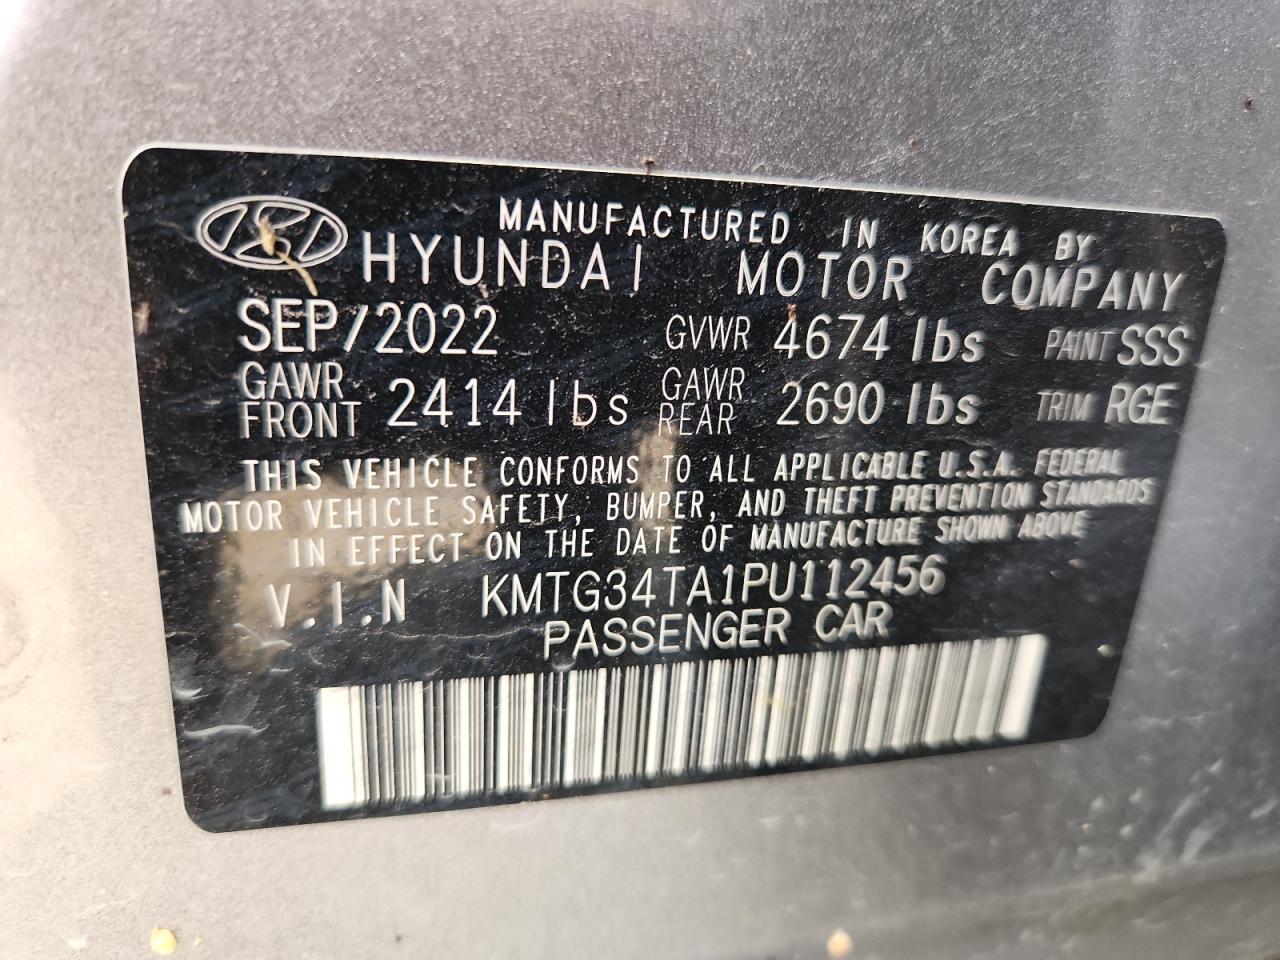 MANUFACTURED IN KOREA BY
HYUNDAI MOTOR COMPANY
SEP/2022 GVWR 4674 lbs PAINT SSS
GAWR FRONT 2414 lbs GAWR REAR 2690 lbs TRIM RGE
THIS VEHICLE CONFORMS TO ALL APPLICABLE U.S.A. FEDERAL
MOTOR VEHICLE SAFETY, BUMPER, AND THEFT PREVENTION STANDARDS
IN EFFECT ON THE DATE OF MANUFACTURE SHOWN ABOVE
V.I.N KMTG34TA1PU112456
PASSENGER CAR